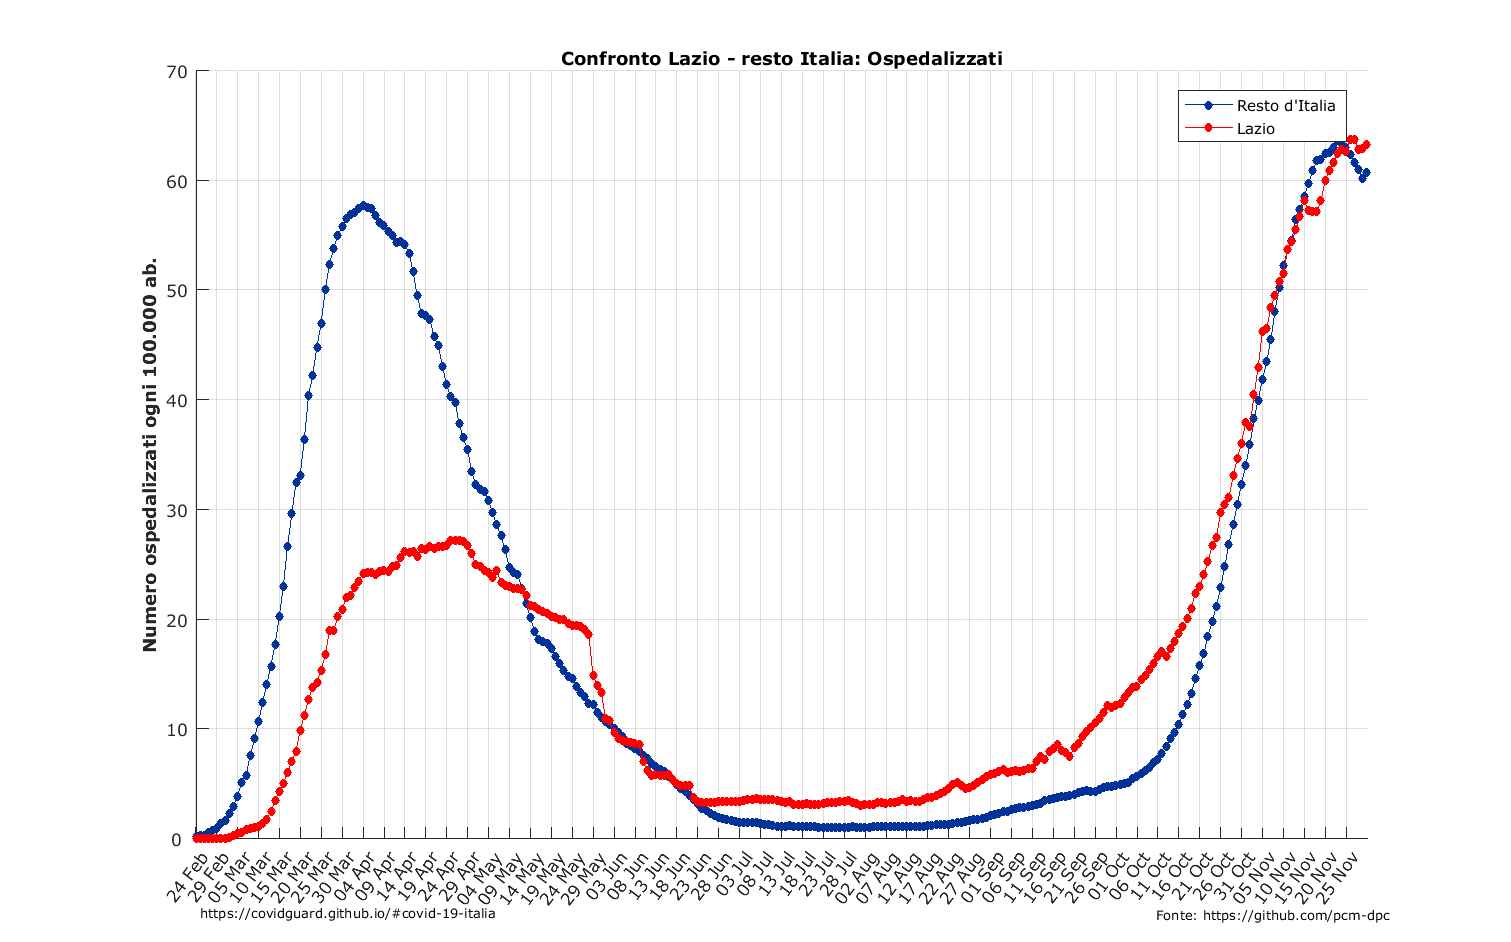 Confronto Lazio - resto Italia: Ospedalizzati
Numero ospedalizzati ogni 100.000 ab.
70
60
50
40
30
20
10
0
Resto d'Italia
Lazio
24 Feb
29 Feb
05 Mar
10 Mar
15 Mar
20 Mar
25 Mar
30 Mar
04 Apr
09 Apr
14 Apr
19 Apr
24 Apr
29 Apr
04 May
09 May
14 May
19 May
24 May
29 May
03 Jun
08 Jun
13 Jun
18 Jun
23 Jun
28 Jun
03 Jul
08 Jul
13 Jul
18 Jul
23 Jul
28 Jul
02 Aug
07 Aug
12 Aug
17 Aug
22 Aug
27 Aug
01 Sep
06 Sep
11 Sep
16 Sep
21 Sep
26 Sep
01 Oct
06 Oct
11 Oct
16 Oct
21 Oct
26 Oct
31 Oct
05 Nov
10 Nov
15 Nov
20 Nov
25 Nov
https://covidguard.github.io/#covid-19-italia
Fonte: https://github.com/pcm-dpc